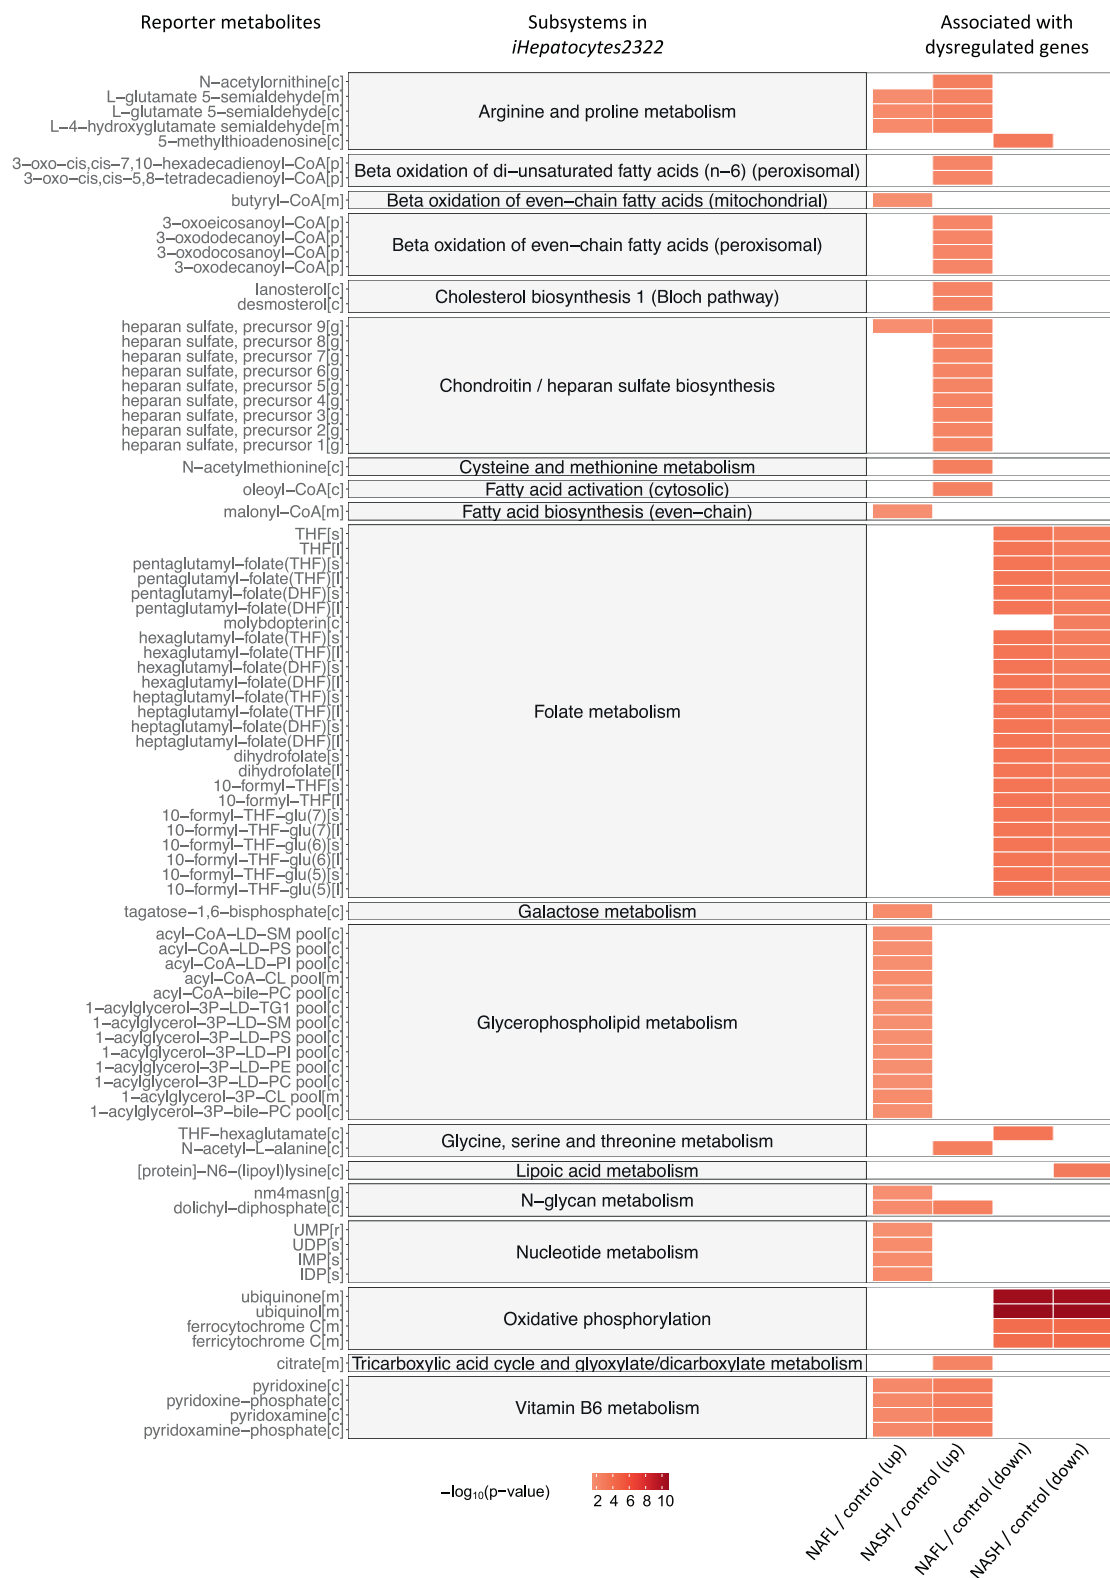 Reporter metabolites
Subsystems in
iHepatocytes2322
Associated with
dysregulated genes
N−acetylornithine[c]
L−glutamate 5−semialdehyde[m]
L−glutamate 5−semialdehyde[c]
L−4−hydroxyglutamate semialdehyde[m]
5−methylthioadenosine[c]
Arginine and proline metabolism
3−oxo−cis,cis−7,10−hexadecadienoyl−CoA[p]
3−oxo−cis,cis−5,8−tetradecadienoyl−CoA[p]
Beta oxidation of di−unsaturated fatty acids (n−6) (peroxisomal)
butyryl−CoA[m]
Beta oxidation of even−chain fatty acids (mitochondrial)
3−oxoeicosanoyl−CoA[p]
3−oxododecanoyl−CoA[p]
3−oxodocosanoyl−CoA[p]
3−oxodecanoyl−CoA[p]
Beta oxidation of even−chain fatty acids (peroxisomal)
lanosterol[c]
desmosterol[c]
Cholesterol biosynthesis 1 (Bloch pathway)
heparan sulfate, precursor 9[g]
heparan sulfate, precursor 8[g]
heparan sulfate, precursor 7[g]
heparan sulfate, precursor 6[g]
heparan sulfate, precursor 5[g]
heparan sulfate, precursor 4[g]
heparan sulfate, precursor 3[g]
heparan sulfate, precursor 2[g]
heparan sulfate, precursor 1[g]
Chondroitin / heparan sulfate biosynthesis
N−acetylmethionine[c]
Cysteine and methionine metabolism
oleoyl−CoA[c]
Fatty acid activation (cytosolic)
malonyl−CoA[m]
Fatty acid biosynthesis (even−chain)
THF[s]
THF[l]
pentaglutamyl−folate(THF)[s]
pentaglutamyl−folate(THF)[l]
pentaglutamyl−folate(DHF)[s]
pentaglutamyl−folate(DHF)[l]
molybdopterin[c]
hexaglutamyl−folate(THF)[s]
hexaglutamyl−folate(THF)[l]
hexaglutamyl−folate(DHF)[s]
hexaglutamyl−folate(DHF)[l]
heptaglutamyl−folate(THF)[s]
heptaglutamyl−folate(THF)[l]
heptaglutamyl−folate(DHF)[s]
heptaglutamyl−folate(DHF)[l]
dihydrofolate[s]
dihydrofolate[l]
10−formyl−THF[s]
10−formyl−THF[l]
10−formyl−THF−glu(7)[s]
10−formyl−THF−glu(7)[l]
10−formyl−THF−glu(6)[s]
10−formyl−THF−glu(6)[l]
10−formyl−THF−glu(5)[s]
10−formyl−THF−glu(5)[l]
Folate metabolism
tagatose−1,6−bisphosphate[c]
Galactose metabolism
acyl−CoA−LD−SM pool[c]
acyl−CoA−LD−PS pool[c]
acyl−CoA−LD−PI pool[c]
acyl−CoA−CL pool[m]
acyl−CoA−bile−PC pool[c]
1−acylglycerol−3P−LD−TG1 pool[c]
1−acylglycerol−3P−LD−SM pool[c]
1−acylglycerol−3P−LD−PS pool[c]
1−acylglycerol−3P−LD−PI pool[c]
1−acylglycerol−3P−LD−PE pool[c]
1−acylglycerol−3P−LD−PC pool[c]
1−acylglycerol−3P−CL pool[m]
1−acylglycerol−3P−bile−PC pool[c]
Glycerophospholipid metabolism
THF−hexaglutamate[c]
N−acetyl−L−alanine[c]
Glycine, serine and threonine metabolism
[protein]−N6−(lipoyl)lysine[c]
Lipoic acid metabolism
nm4masn[g]
dolichyl−diphosphate[c]
N−glycan metabolism
UMP[r]
UDP[s]
IMP[s]
IDP[s]
Nucleotide metabolism
ubiquinone[m]
ubiquinol[m]
ferrocytochrome C[m]
ferricytochrome C[m]
Oxidative phosphorylation
citrate[m]
Tricarboxylic acid cycle and glyoxylate/dicarboxylate metabolism
pyridoxine[c]
pyridoxine−phosphate[c]
pyridoxamine[c]
pyridoxamine−phosphate[c]
Vitamin B6 metabolism
−log₁₀(p−value)
2 4 6 8 10
NAFL / control (up)
NASH / control (up)
NAFL / control (down)
NASH / control (down)